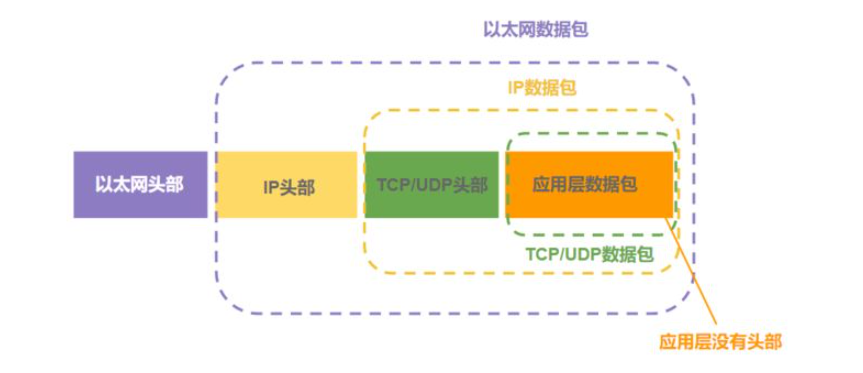 以太网数据包
IP数据包
以太网头部
IP头部
TCP/UDP头部
应用层数据包
TCP/UDP数据包
应用层没有头部